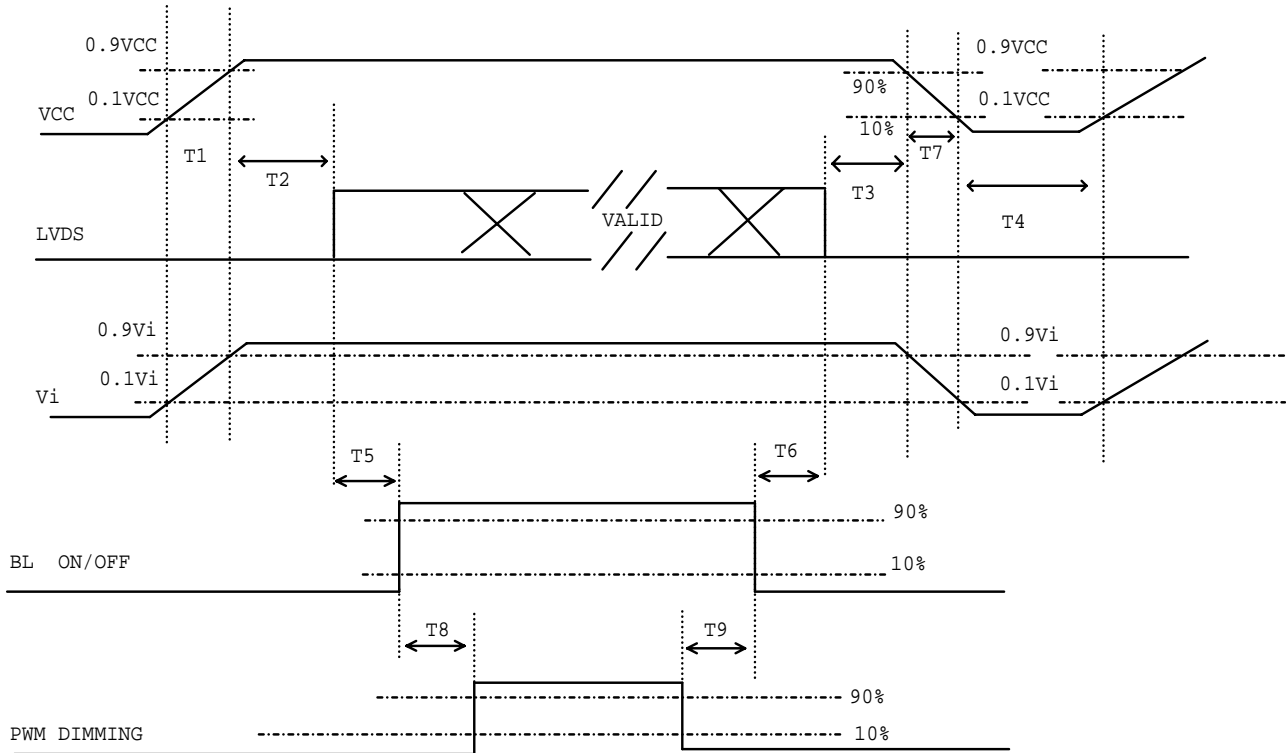 0.9VCC
0.9VCC
90%
0.1VCC
0.1VCC
VCC
10%
T1
T2
T7
T3
T4
VALID
LVDS
0.9Vi
0.9Vi
0.1Vi
0.1Vi
Vi
T5
T6
90%
BL ON/OFF
10%
T8
T9
90%
PWM DIMMING
10%